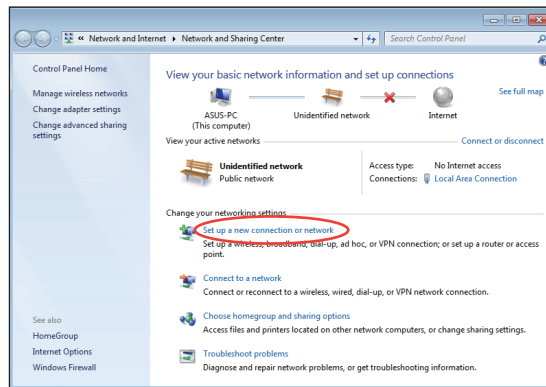 « Network and Internet ▸ Network and Sharing Center
Search Control Panel
Control Panel Home
Manage wireless networks
Change adapter settings
Change advanced sharing
settings
See also
HomeGroup
Internet Options
Windows Firewall
View your basic network information and set up connections
See full map
ASUS-PC
(This computer)
Unidentified network
Internet
View your active networks
Connect or disconnect
Unidentified network
Public network
Access type: No Internet access
Connections: Local Area Connection
Change your networking settings
Set up a new connection or network
Set up a wireless, broadband, dial-up, ad hoc, or VPN connection; or set up a router or access
point.
Connect to a network
Connect or reconnect to a wireless, wired, dial-up, or VPN network connection.
Choose homegroup and sharing options
Access files and printers located on other network computers, or change sharing settings.
Troubleshoot problems
Diagnose and repair network problems, or get troubleshooting information.